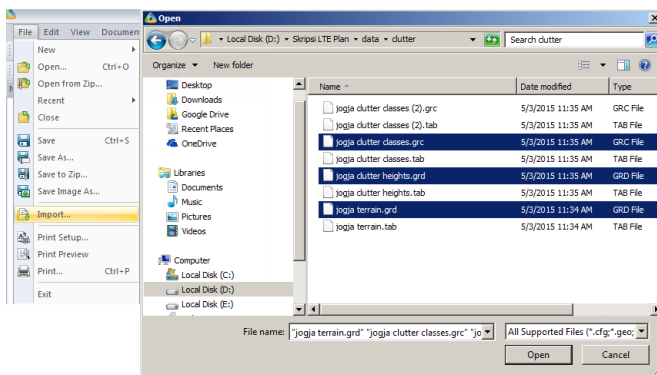 File Edit View Documen
New
Open... Ctrl+O
Open from Zip...
Recent
Close
Save Ctrl+S
Save As...
Save to Zip...
Save Image As...
Import...
Print Setup...
Print Preview
Print... Ctrl+P
Exit
Open
Local Disk (D:) Skripsi LTE Plan data clutter
Search clutter
Organize New folder
Desktop
Downloads
Google Drive
Recent Places
OneDrive
Libraries
Documents
Music
Pictures
Videos
Computer
Local Disk (C:)
Local Disk (D:)
Local Disk (E:)
Name Date modified Type
jogja clutter classes (2).grc 5/3/2015 11:35 AM GRC File
jogja clutter classes (2).tab 5/3/2015 11:35 AM TAB File
jogja clutter classes.grc 5/3/2015 11:35 AM GRC File
jogja clutter classes.tab 5/3/2015 11:35 AM TAB File
jogja clutter heights.grd 5/3/2015 11:35 AM GRD File
jogja clutter heights.tab 5/3/2015 11:35 AM TAB File
jogja terrain.grd 5/3/2015 11:34 AM GRD File
jogja terrain.tab 5/3/2015 11:34 AM TAB File
File name: "jogja terrain.grd" "jogja clutter classes.grc" "jo
All Supported Files (*.cfg;*.geo;
Open Cancel